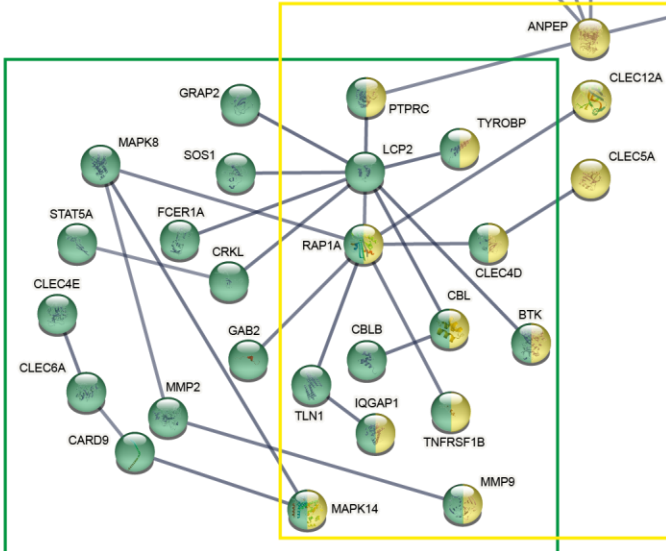 ANPEP
CLEC12A
GRAP2
PTPRC
TYROBP
MAPK8
SOS1
LCP2
CLEC5A
STAT5A
FCER1A
RAP1A
CLEC4D
CRKL
CLEC4E
CBL
BTK
GAB2
CBLB
CLEC6A
MMP2
TLN1
IQGAP1
TNFRSF1B
CARD9
MMP9
MAPK14